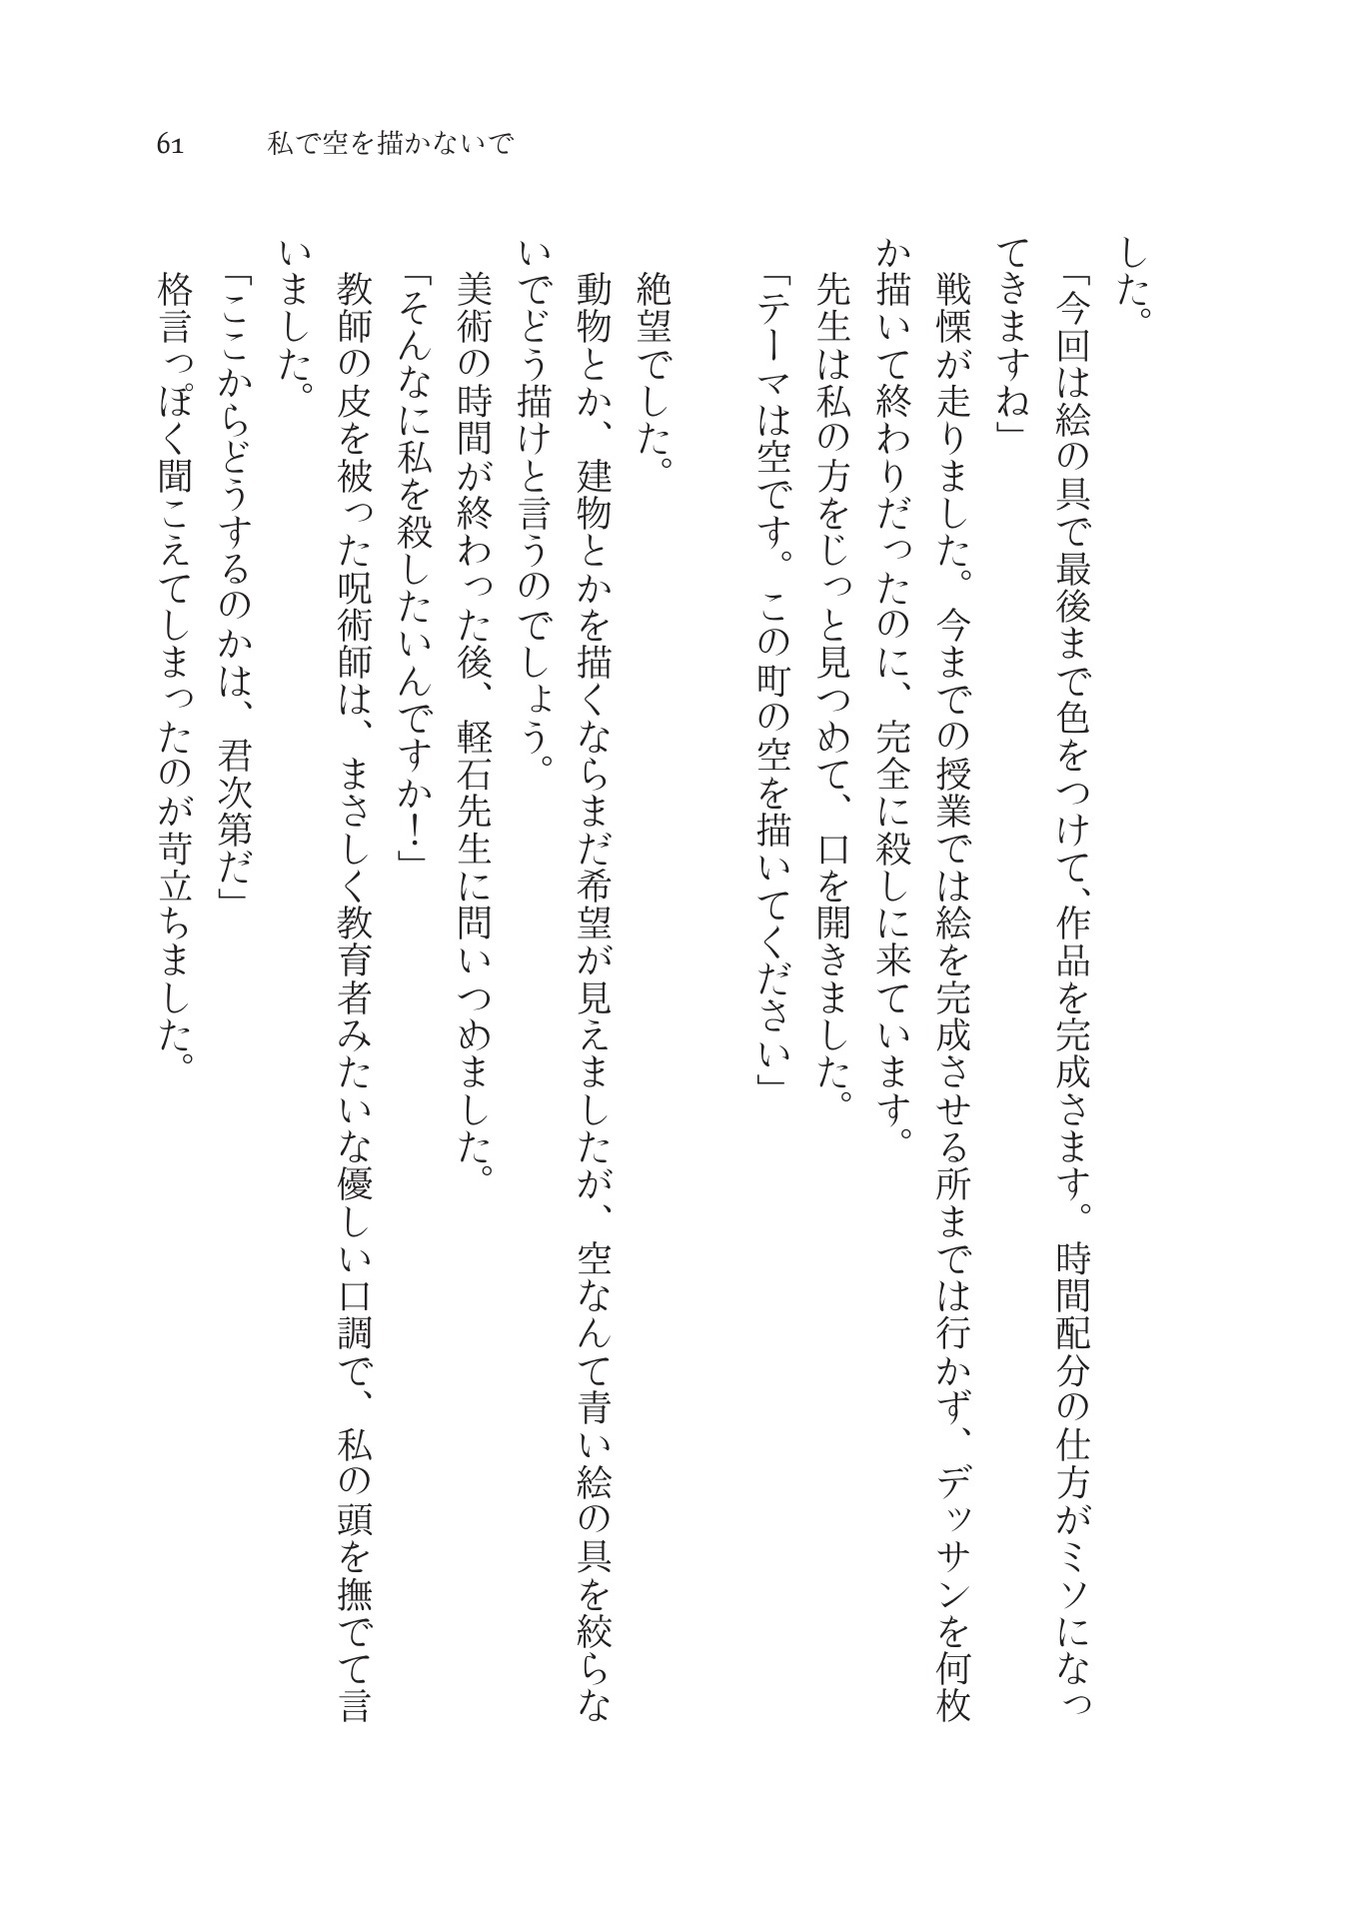 61　私で空を描かないで
した。
「今回は絵の具で最後まで色をつけて、作品を完成さます。時間配分の仕方がミソになっ
てきますね」
戦慄が走りました。今までの授業では絵を完成させる所までは行かず、デッサンを何枚
か描いて終わりだったのに、完全に殺しに来ています。
先生は私の方をじっと見つめて、口を開きました。
「テーマは空です。この町の空を描いてください」
絶望でした。
動物とか、建物とかを描くならまだ希望が見えましたが、空なんて青い絵の具を絞らな
いでどう描けと言うのでしょう。
美術の時間が終わった後、軽石先生に問いつめました。
「そんなに私を殺したいんですか！」
教師の皮を被った呪術師は、まさしく教育者みたいな優しい口調で、私の頭を撫でて言
いました。
「ここからどうするのかは、君次第だ」
格言っぽく聞こえてしまったのが苛立ちました。